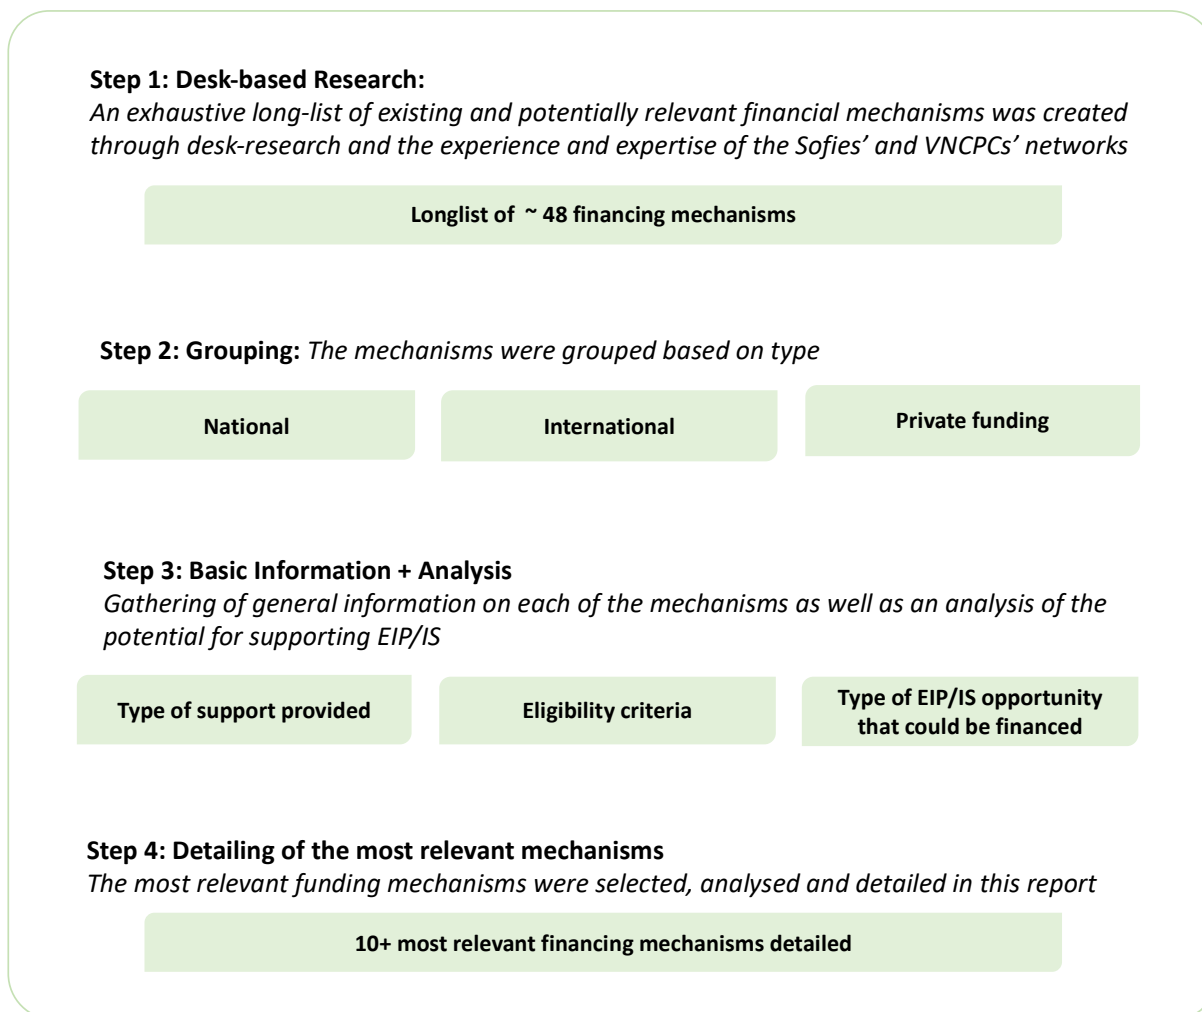 Step 1: Desk-based Research:
An exhaustive long-list of existing and potentially relevant financial mechanisms was created
through desk-research and the experience and expertise of the Sofies’ and VNCPCs’ networks
Longlist of ~ 48 financing mechanisms
Step 2: Grouping: The mechanisms were grouped based on type
National
International
Private funding
Step 3: Basic Information + Analysis
Gathering of general information on each of the mechanisms as well as an analysis of the
potential for supporting EIP/IS
Type of support provided
Eligibility criteria
Type of EIP/IS opportunity
that could be financed
Step 4: Detailing of the most relevant mechanisms
The most relevant funding mechanisms were selected, analysed and detailed in this report
10+ most relevant financing mechanisms detailed